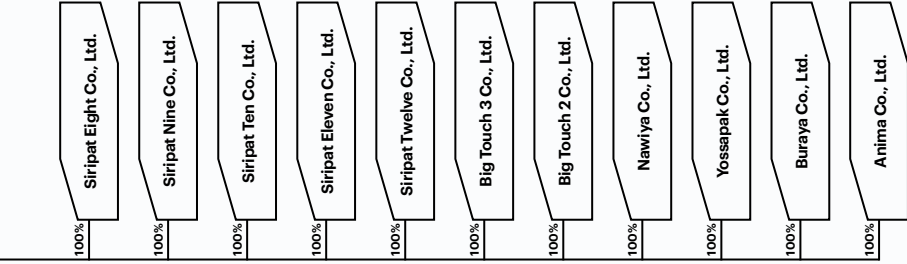 Siripat Eight Co., Ltd.
Siripat Nine Co., Ltd.
Siripat Ten Co., Ltd.
Siripat Eleven Co., Ltd.
Siripat Twelve Co., Ltd.
Big Touch 3 Co., Ltd.
Big Touch 2 Co., Ltd.
Nawiya Co., Ltd.
Yossapak Co., Ltd.
Buraya Co., Ltd.
Anima Co., Ltd.
100%
100%
100%
100%
100%
100%
100%
100%
100%
100%
100%